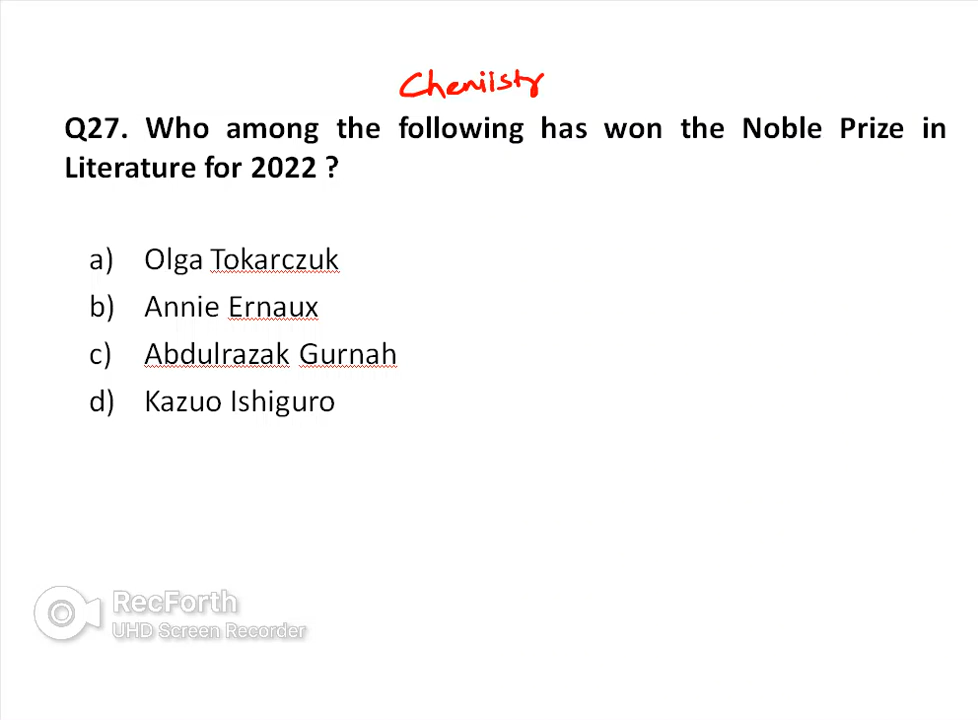 Chemistry
Q27. Who among the following has won the Noble Prize in
Literature for 2022 ?
a) Olga Tokarczuk
b) Annie Ernaux
c) Abdulrazak Gurnah
d) Kazuo Ishiguro
RecForth
UHD Screen Recorder